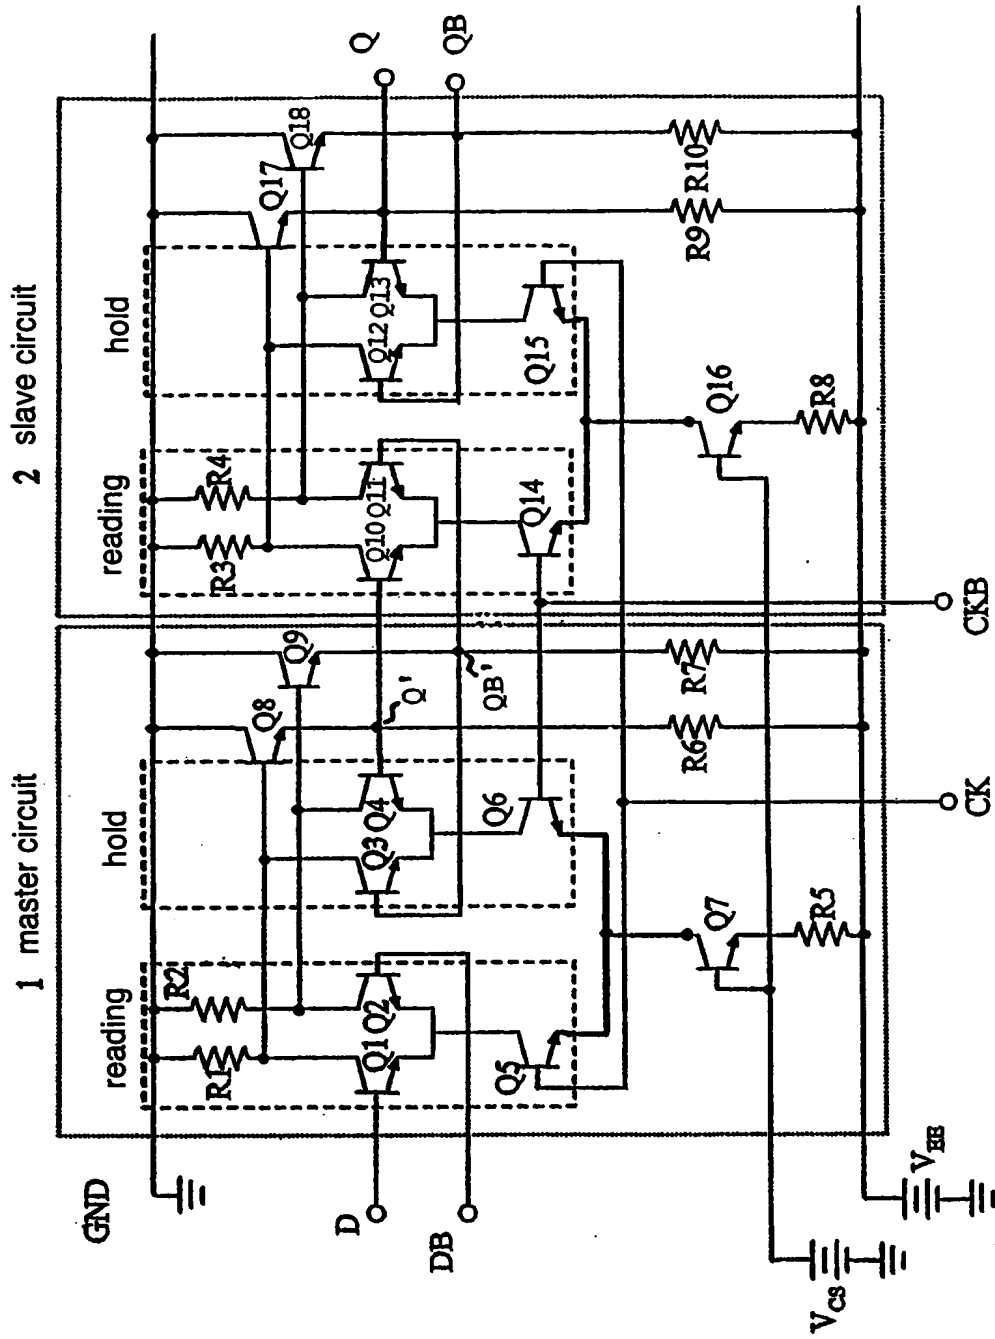 1 master circuit
2 slave circuit
reading
hold
reading
hold
GND
R1
R2
R3
R4
Q8
Q9
Q17
Q18
D
DB
Q1
Q2
Q3
Q4
Q'
QB'
Q10
Q11
Q12
Q13
Q
QB
Q5
Q6
Q14
Q15
Q7
Q16
R5
R6
R7
R8
R9
R10
VCS
VEE
CK
CKB